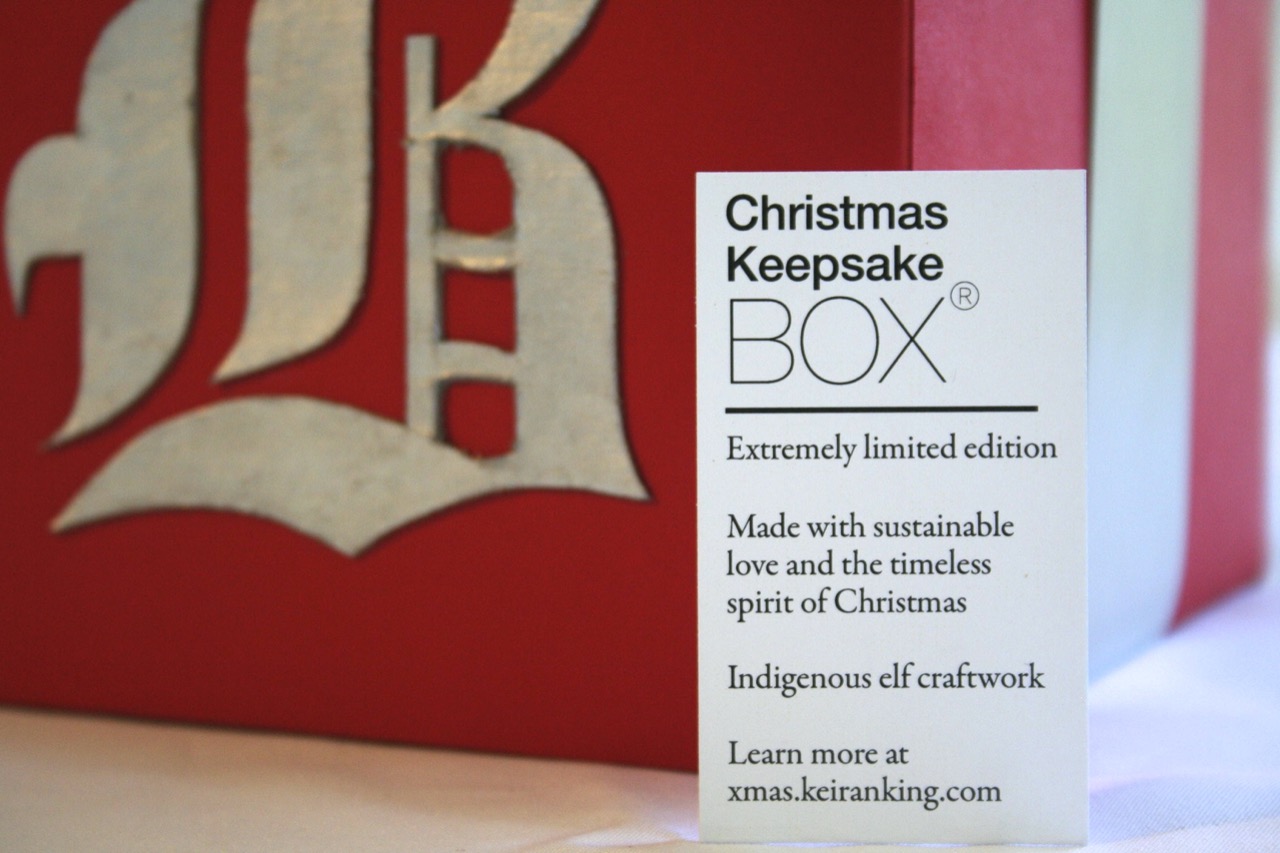 B
Christmas
Keepsake
BOX®
Extremely limited edition
Made with sustainable
love and the timeless
spirit of Christmas
Indigenous elf craftwork
Learn more at
xmas.keiranking.com